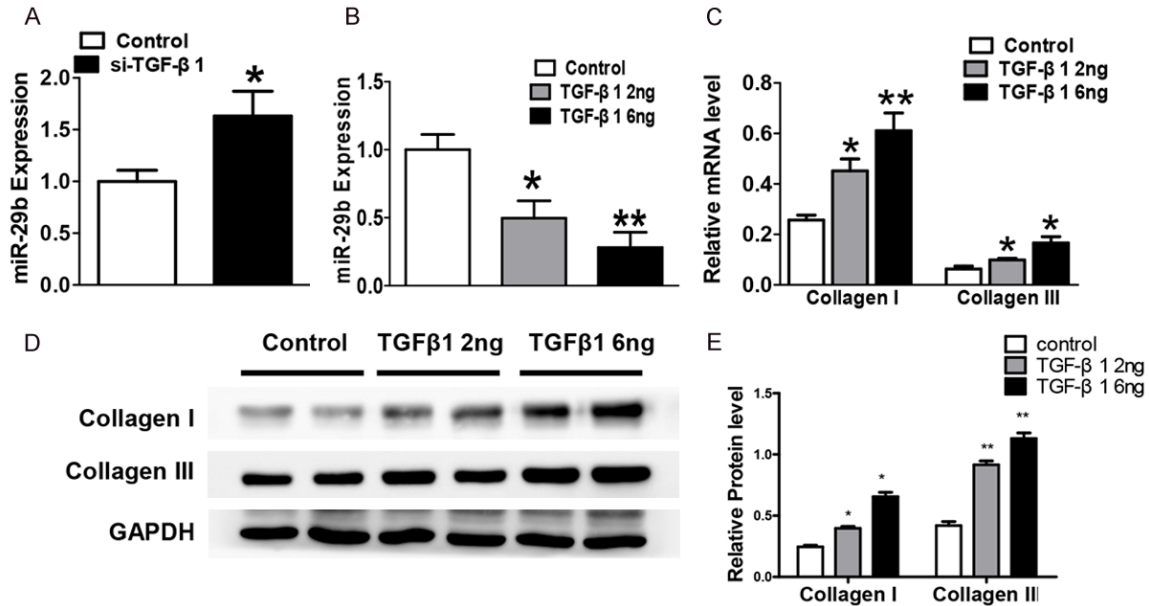 A
Control
si-TGF-β 1
*
miR-29b Expression
2.0
1.5
1.0
0.5
0.0
B
Control
TGF-β 1 2ng
TGF-β 1 6ng
miR-29b Expression
1.5
1.0
0.5
0.0
*
**
C
Control
TGF-β 1 2ng
TGF-β 1 6ng
Relative mRNA level
0.8
0.6
0.4
0.2
0.0
*
**
*
*
Collagen I
Collagen III
D
Control
TGFβ1 2ng
TGFβ1 6ng
Collagen I
Collagen III
GAPDH
E
control
TGF-β 1 2ng
TGF-β 1 6ng
Relative Protein level
1.5
1.0
0.5
0.0
*
*
**
**
Collagen I
Collagen III